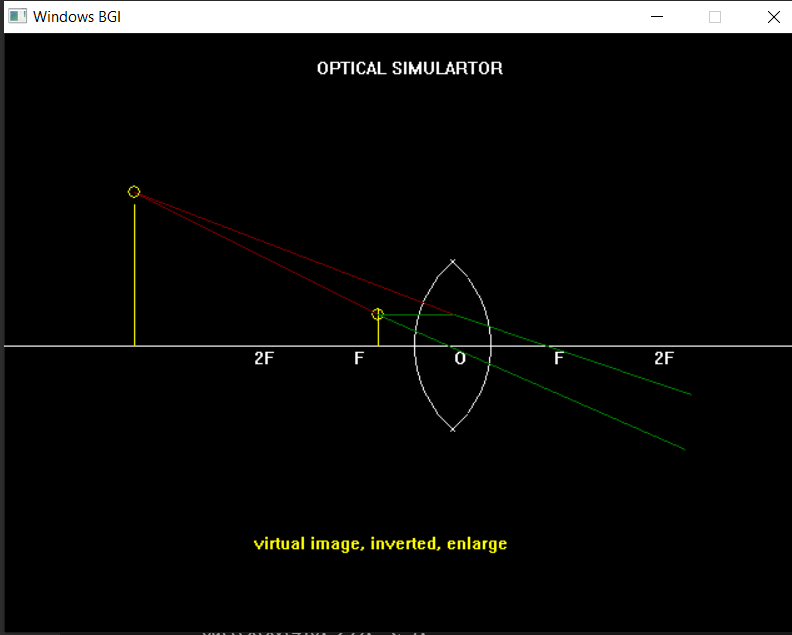 Windows BGI
OPTICAL SIMULARTOR
2F F O F 2F
virtual image, inverted, enlarge